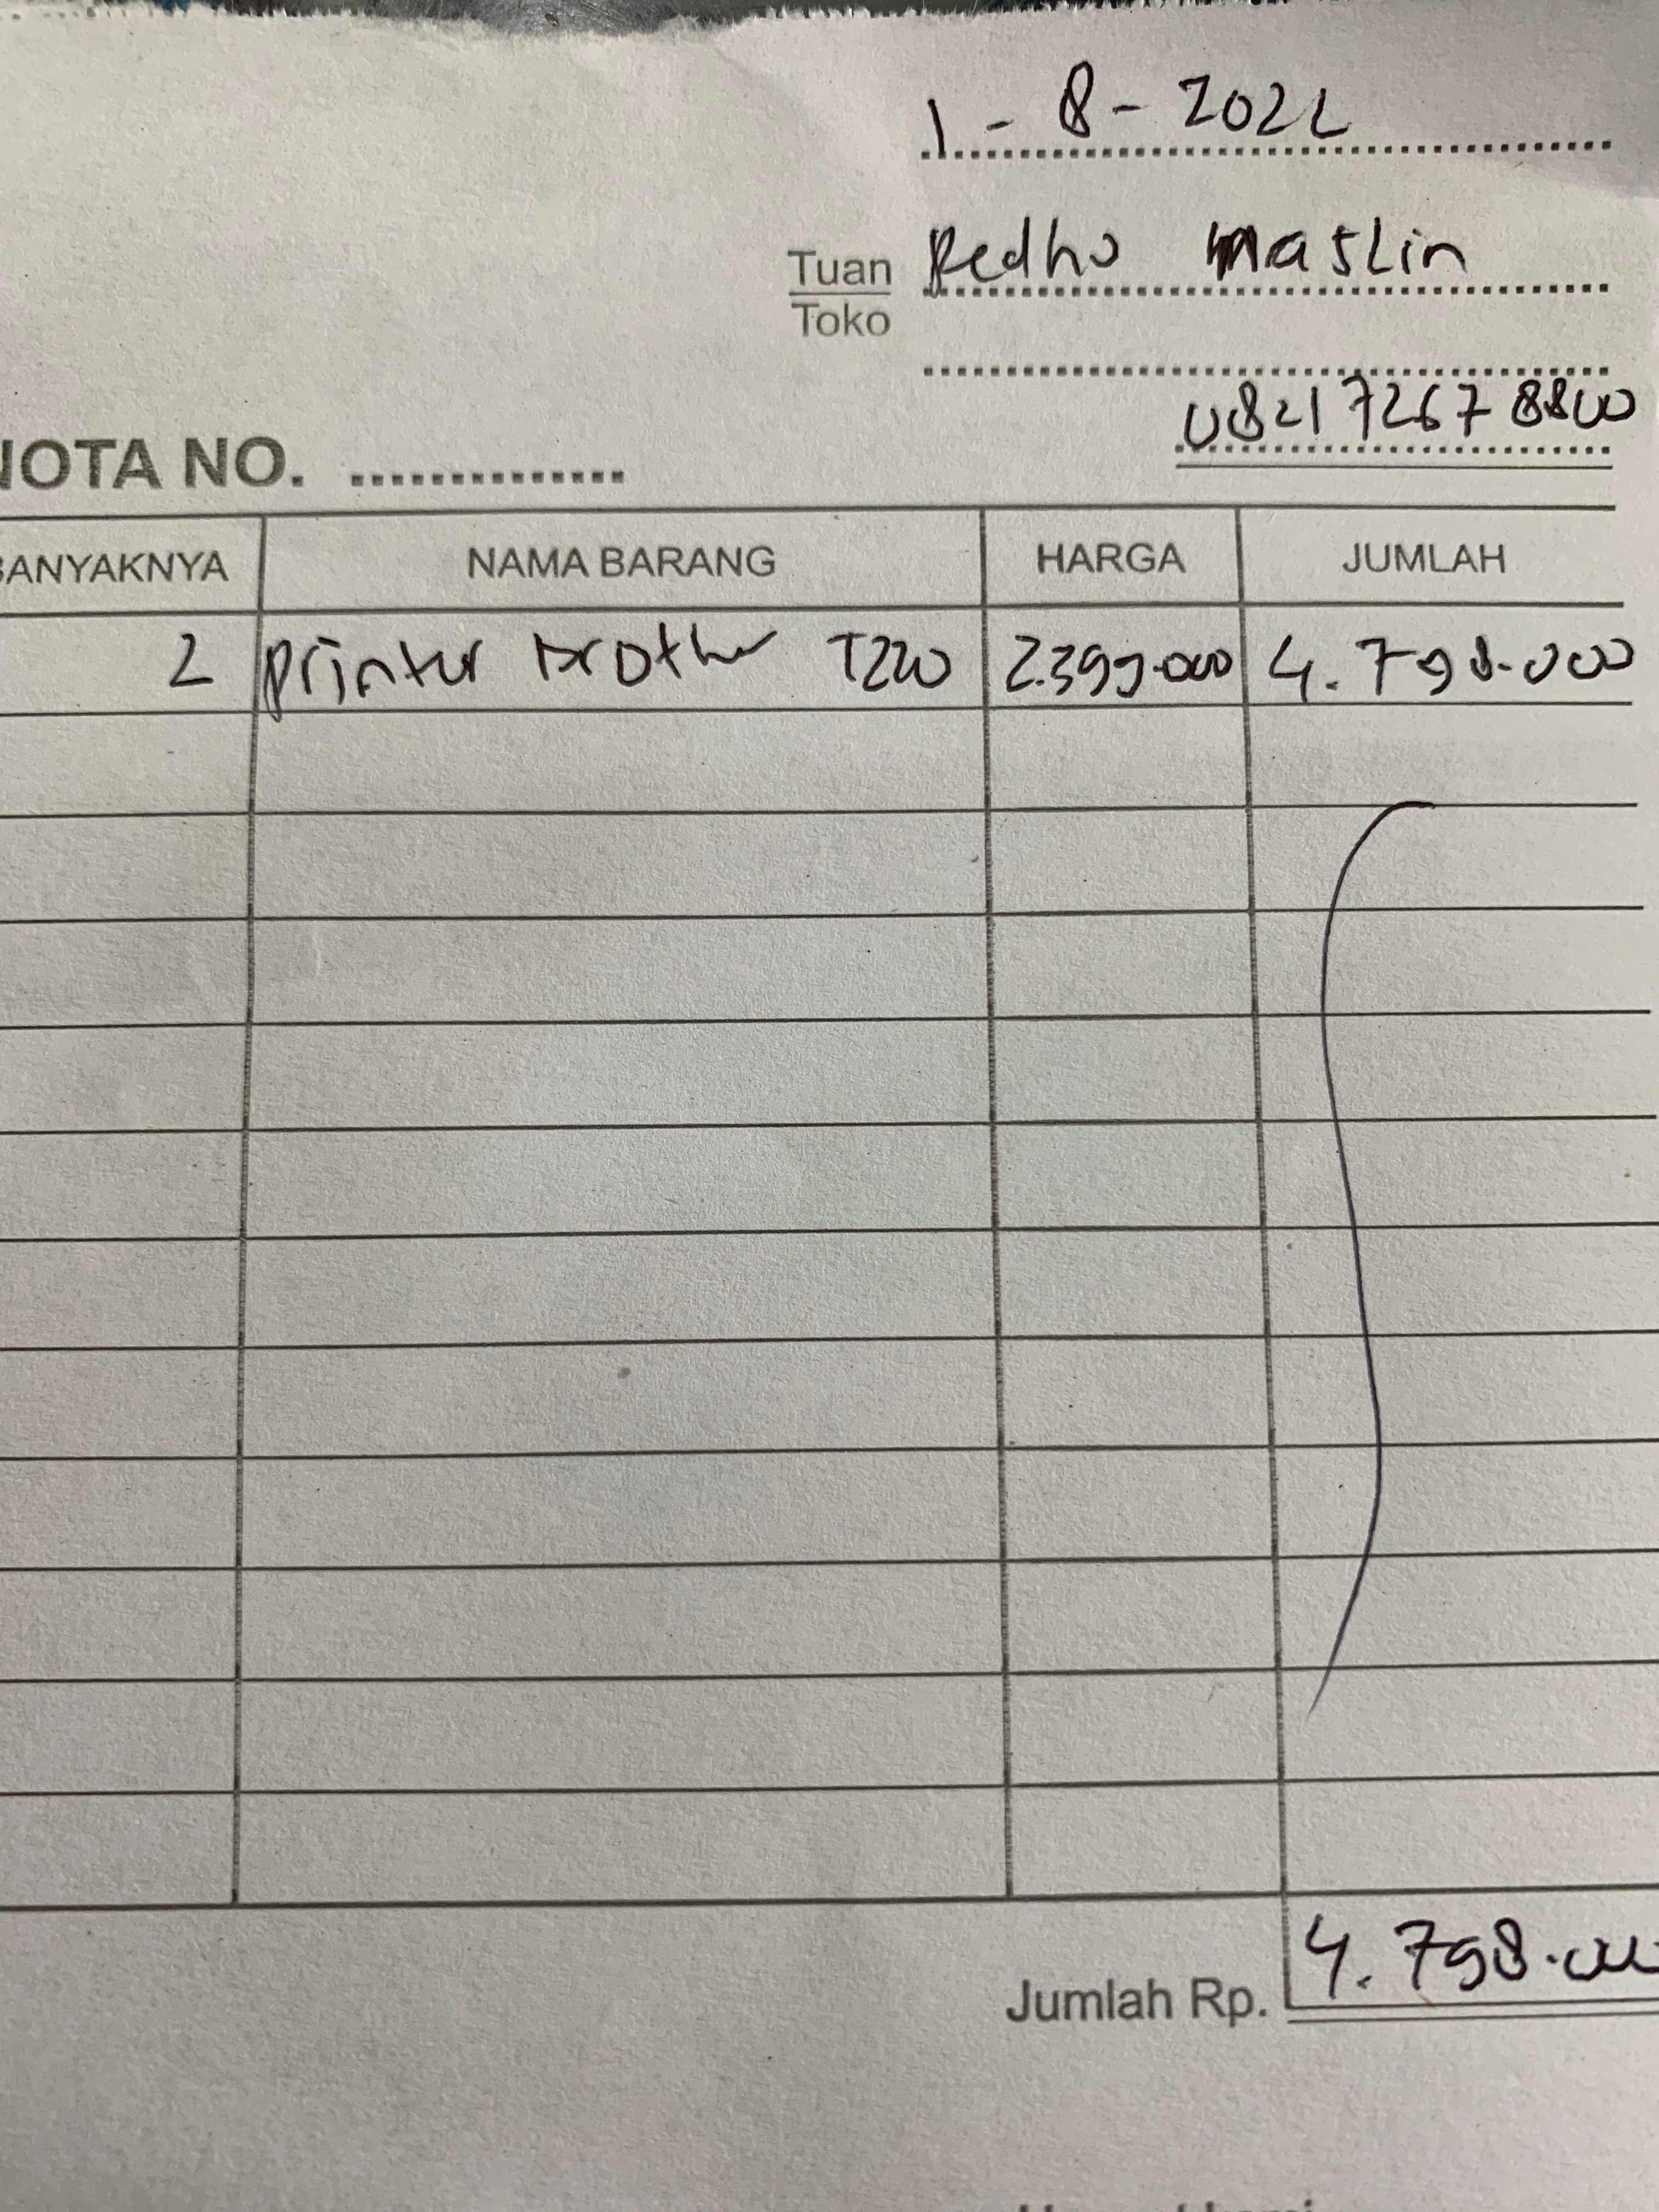 1 - 8 - 2022
Tuan Redho maslin
Toko
0821 7267 8800
NOTA NO. ..............
BANYAKNYA NAMA BARANG HARGA JUMLAH
2 printer brother T220 2.399.000 4.798.000
Jumlah Rp. 4.798.000